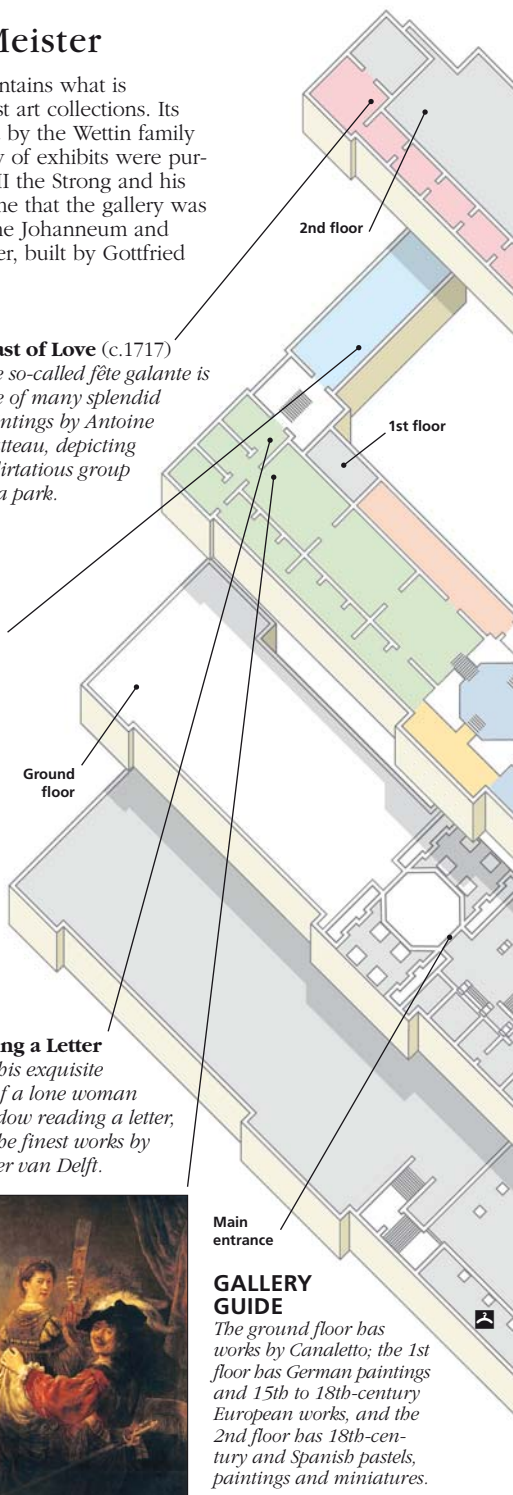 Meister
ntains what is
st art collections. Its
by the Wettin family
y of exhibits were pur-
II the Strong and his
ne that the gallery was
ne Johanneum and
er, built by Gottfried
2nd floor
ast of Love (c.1717)
e so-called fête galante is
e of many splendid
intings by Antoine
tteau, depicting
lirtatious group
a park.
1st floor
Ground
floor
ng a Letter
his exquisite
f a lone woman
dow reading a letter,
he finest works by
er van Delft.
Main
entrance
GALLERY
GUIDE
The ground floor has
works by Canaletto; the 1st
floor has German paintings
and 15th to 18th-century
European works, and the
2nd floor has 18th-cen-
tury and Spanish pastels,
paintings and miniatures.